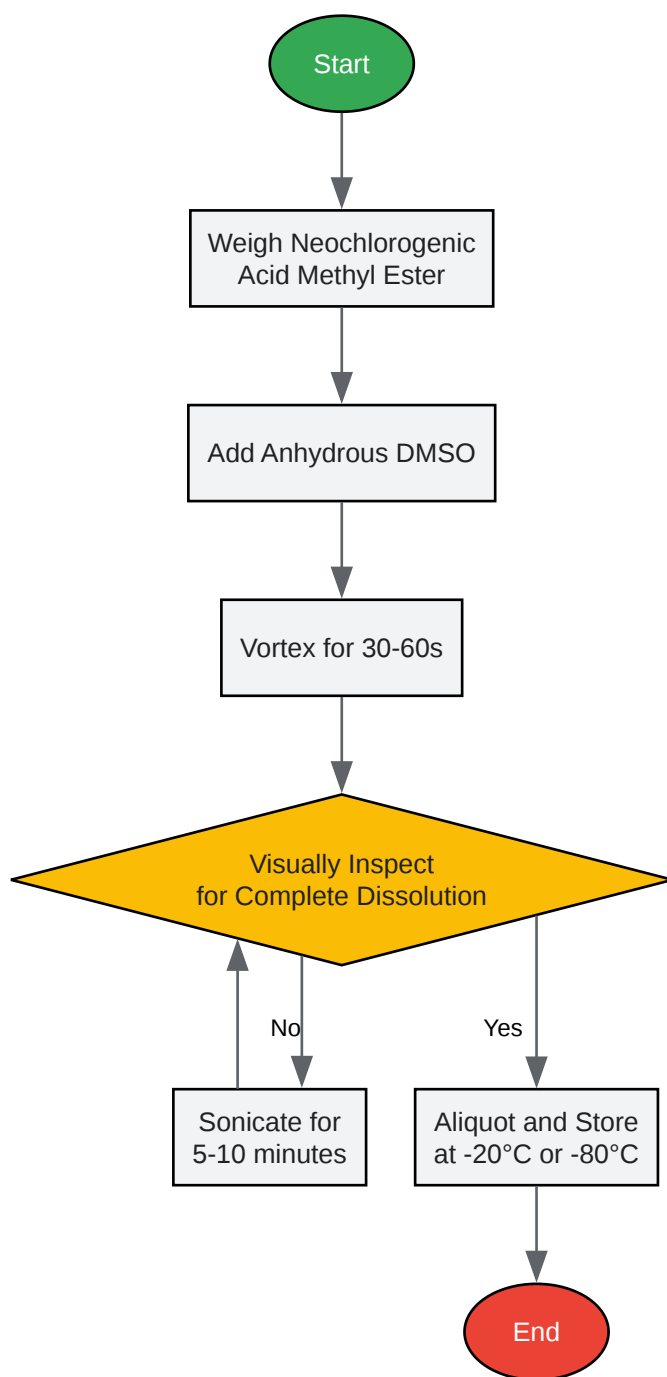 Start
Weigh Neochlorogenic
Acid Methyl Ester
Add Anhydrous DMSO
Vortex for 30-60s
Visually Inspect
for Complete Dissolution
No
Yes
Sonicate for
5-10 minutes
Aliquot and Store
at -20°C or -80°C
End